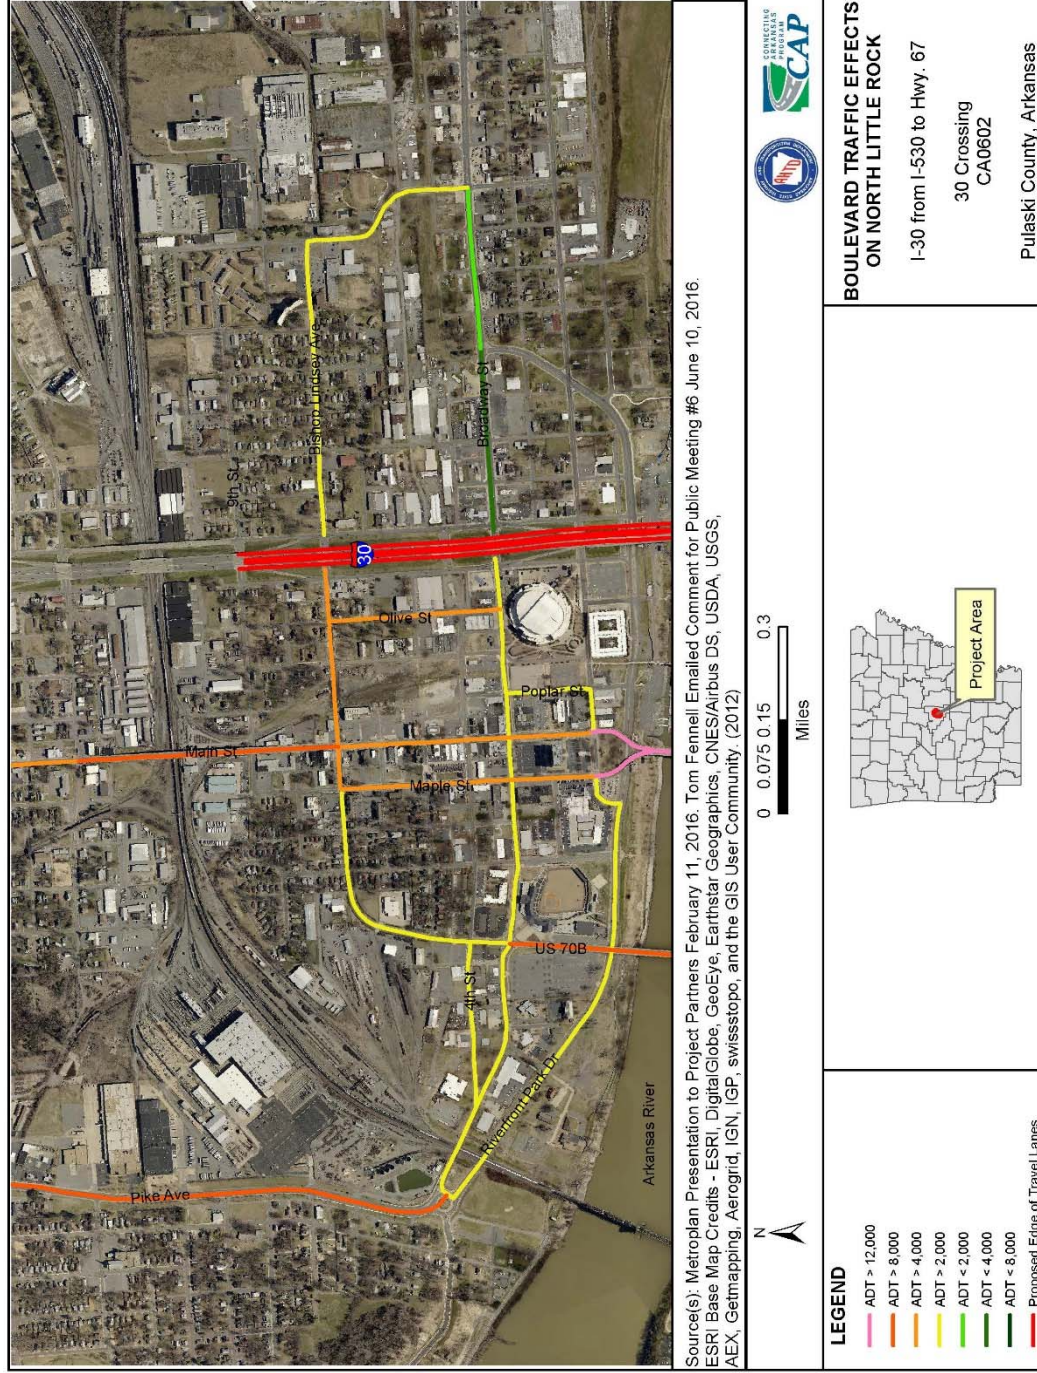 Main St
9th St
Bishop Lindsey Ave
30
Olive St
Broadway St
Poplar St
Maple St
4th St
US 70B
Pike Ave
Riverfront Park Dr
Arkansas River
Source(s): Metroplan Presentation to Project Partners February 11, 2016. Tom Fennell Emailed Comment for Public Meeting #6 June 10, 2016.
ESRI Base Map Credits - ESRI, DigitalGlobe, GeoEye, Earthstar Geographics, CNES/Airbus DS, USDA, USGS,
AEX, Getmapping, Aerogrid, IGN, IGP, swisstopo, and the GIS User Community. (2012)
N
0 0.075 0.15 0.3
Miles
CONNECTING
ARKANSAS
PROGRAM
CAP
AHTD
LEGEND
ADT > 12,000
ADT > 8,000
ADT > 4,000
ADT > 2,000
ADT < 2,000
ADT < 4,000
ADT < 8,000
Proposed Edge of Travel Lanes
Project Area
BOULEVARD TRAFFIC EFFECTS
ON NORTH LITTLE ROCK
I-30 from I-530 to Hwy. 67
30 Crossing
CA0602
Pulaski County, Arkansas